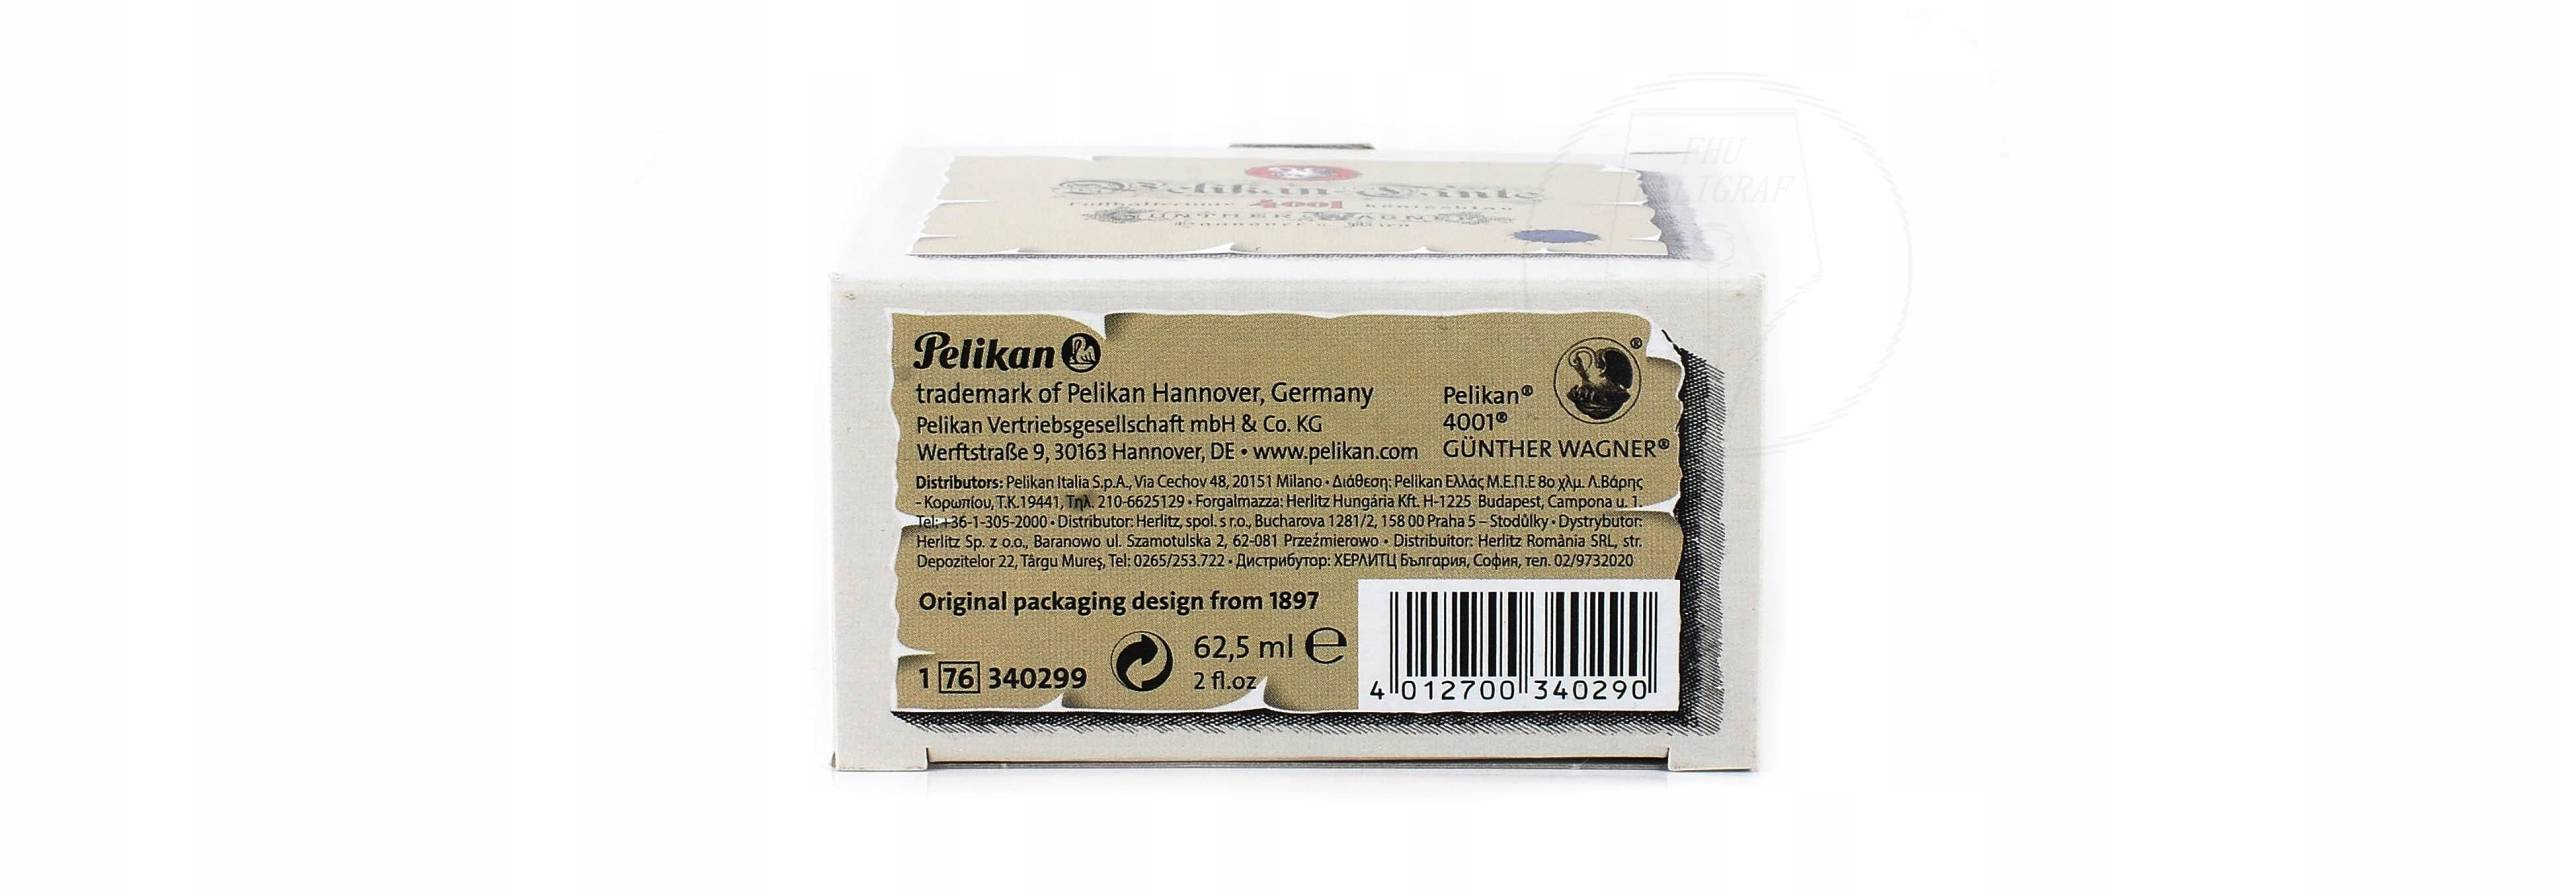 Pelikan-Tinte
4001
GÜNTHER WAGNER
Pelikan
trademark of Pelikan Hannover, Germany
Pelikan Vertriebsgesellschaft mbH & Co. KG
Werftstraße 9, 30163 Hannover, DE • www.pelikan.com
Pelikan®
4001®
GÜNTHER WAGNER®
®
Distributors: Pelikan Italia S.p.A., Via Cechov 48, 20151 Milano • Διάθεση: Pelikan Ελλάς Μ.Ε.Π.Ε 8ο χλμ. Λ.Βάρης
- Κορωπίου, Τ.Κ.19441, Τηλ. 210-6625129 • Forgalmazza: Herlitz Hungária Kft. H-1225 Budapest, Campona u. 1.
Tel: +36-1-305-2000 • Distributor: Herlitz, spol. s r.o., Bucharova 1281/2, 158 00 Praha 5 – Stodůlky • Dystrybutor:
Herlitz Sp. z o.o., Baranowo ul. Szamotulska 2, 62-081 Przeźmierowo • Distribuitor: Herlitz România SRL, str.
Depozitelor 22, Târgu Mureş, Tel: 0265/253.722 • Дистрибутор: ХЕРЛИТЦ България, София, тел. 02/9732020
Original packaging design from 1897
1 76 340299
62,5 ml ℮
2 fl.oz
4 012700 340290